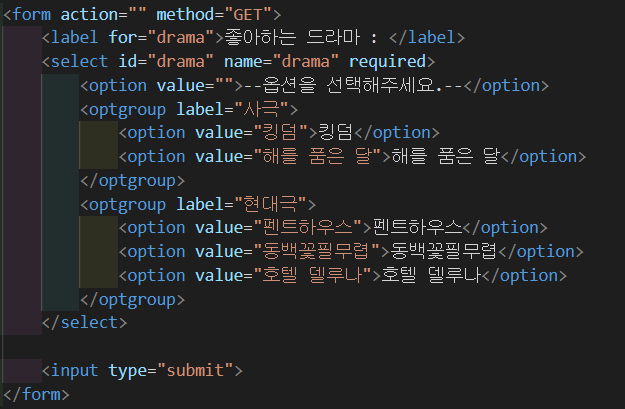 <form action="" method="GET">
<label for="drama">좋아하는 드라마 : </label>
<select id="drama" name="drama" required>
<option value="">--옵션을 선택해주세요.--</option>
<optgroup label="사극">
<option value="킹덤">킹덤</option>
<option value="해를 품은 달">해를 품은 달</option>
</optgroup>
<optgroup label="현대극">
<option value="펜트하우스">펜트하우스</option>
<option value="동백꽃필무렵">동백꽃필무렵</option>
<option value="호텔 델루나">호텔 델루나</option>
</optgroup>
</select>
<input type="submit">
</form>